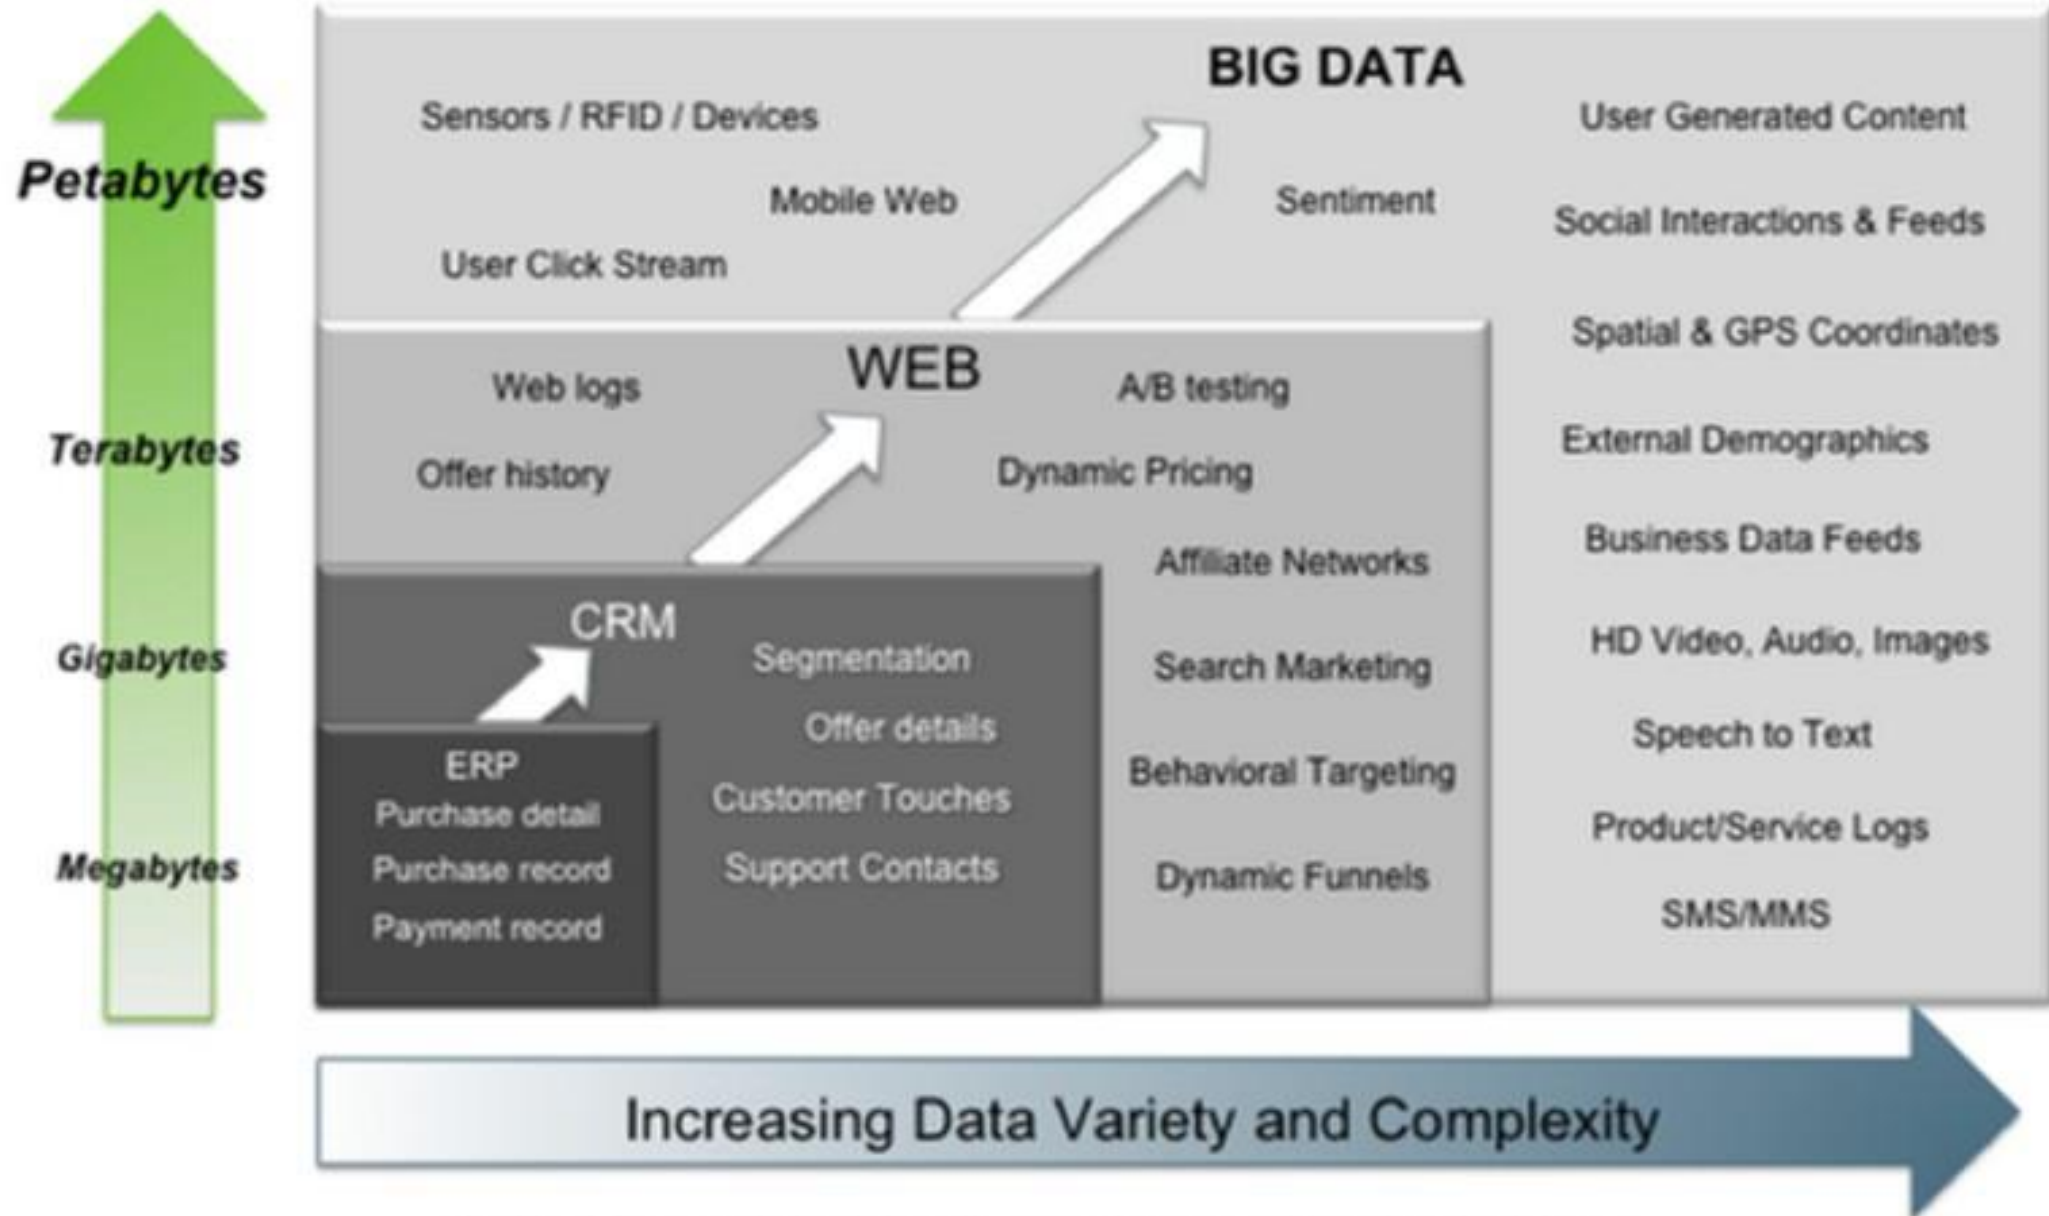 BIG DATA
Sensors / RFID / Devices
User Generated Content
Petabytes
Mobile Web
Sentiment
Social Interactions & Feeds
User Click Stream
Spatial & GPS Coordinates
WEB
Web logs
A/B testing
Terabytes
External Demographics
Offer history
Dynamic Pricing
Business Data Feeds
Affiliate Networks
CRM
HD Video, Audio, Images
Gigabytes
Segmentation
Search Marketing
Offer details
Speech to Text
ERP
Behavioral Targeting
Purchase detail
Customer Touches
Product/Service Logs
Megabytes
Purchase record
Support Contacts
Dynamic Funnels
Payment record
SMS/MMS
Increasing Data Variety and Complexity